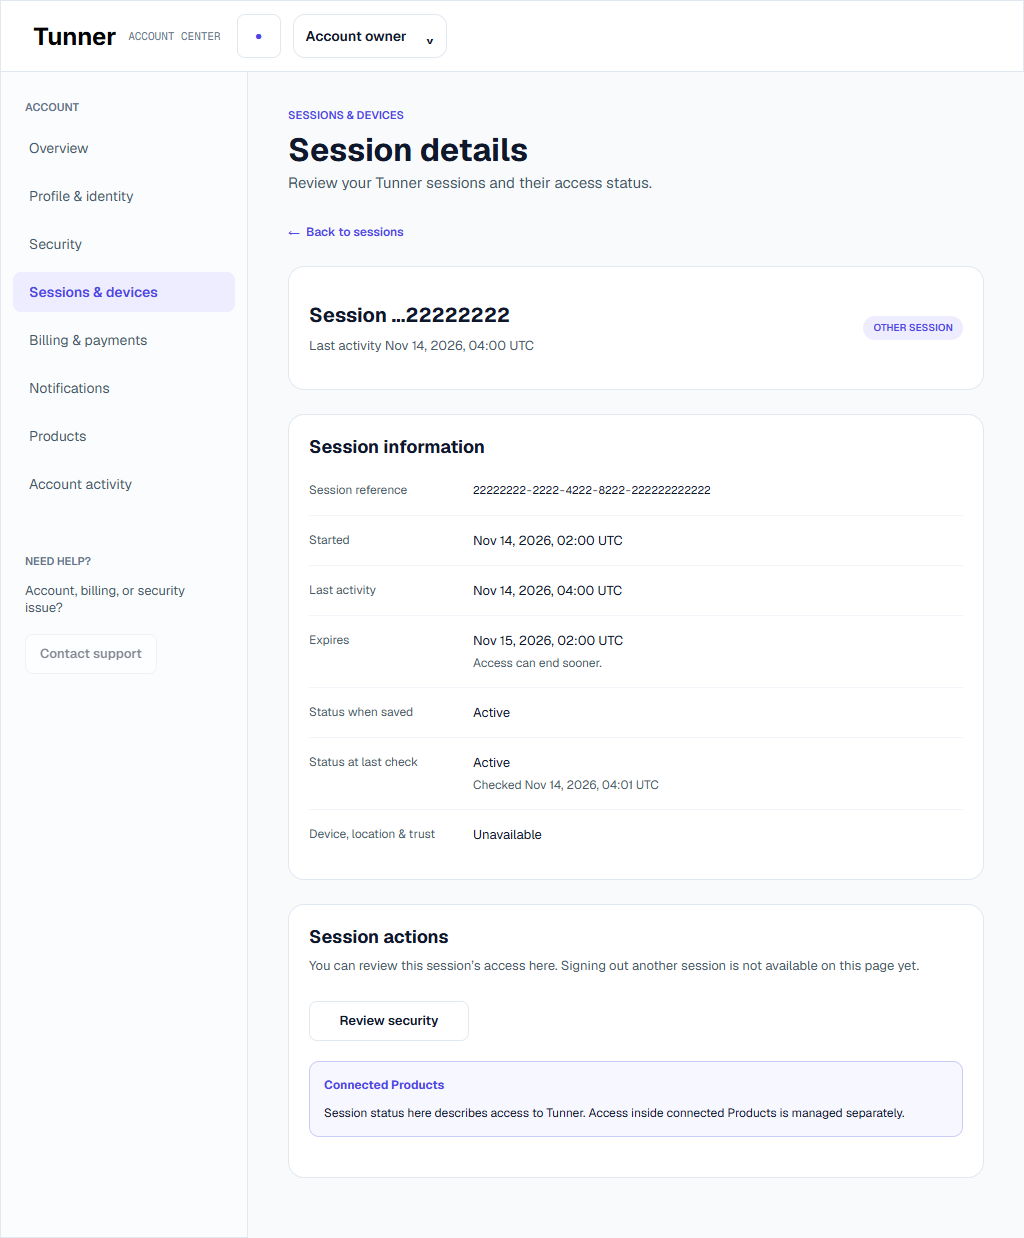 Tunner ACCOUNT CENTER
Account owner v
ACCOUNT
Overview
Profile & identity
Security
Sessions & devices
Billing & payments
Notifications
Products
Account activity
NEED HELP?
Account, billing, or security
issue?
Contact support
SESSIONS & DEVICES
Session details
Review your Tunner sessions and their access status.
← Back to sessions
Session …22222222
Last activity Nov 14, 2026, 04:00 UTC
OTHER SESSION
Session information
Session reference 22222222-2222-4222-8222-222222222222
Started Nov 14, 2026, 02:00 UTC
Last activity Nov 14, 2026, 04:00 UTC
Expires Nov 15, 2026, 02:00 UTC
Access can end sooner.
Status when saved Active
Status at last check Active
Checked Nov 14, 2026, 04:01 UTC
Device, location & trust Unavailable
Session actions
You can review this session’s access here. Signing out another session is not available on this page yet.
Review security
Connected Products
Session status here describes access to Tunner. Access inside connected Products is managed separately.